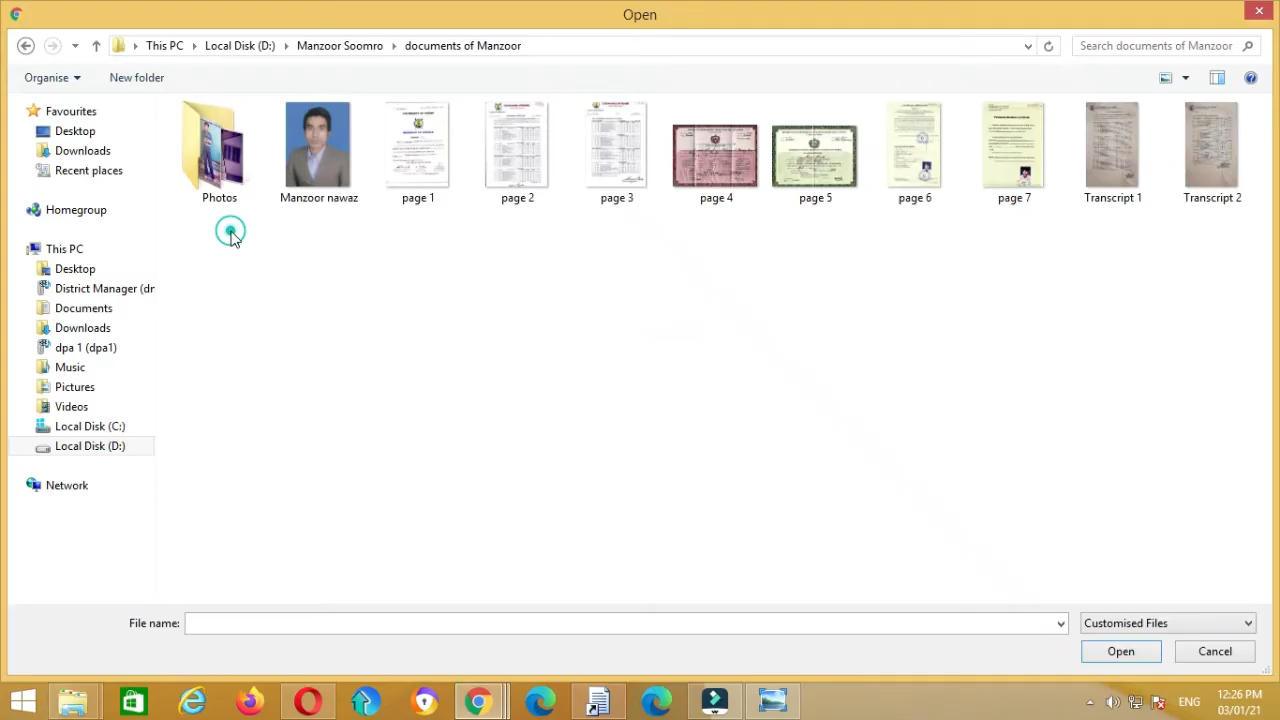 Open
This PC Local Disk (D:) Manzoor Soomro documents of Manzoor
Search documents of Manzoor
Organise New folder
Favourites
Desktop
Downloads
Recent places
Homegroup
This PC
Desktop
District Manager (dr
Documents
Downloads
dpa 1 (dpa1)
Music
Pictures
Videos
Local Disk (C:)
Local Disk (D:)
Network
Photos Manzoor nawaz page 1 page 2 page 3 page 4 page 5 page 6 page 7 Transcript 1 Transcript 2
File name: Customised Files
Open Cancel
ENG 12:26 PM
03/01/21